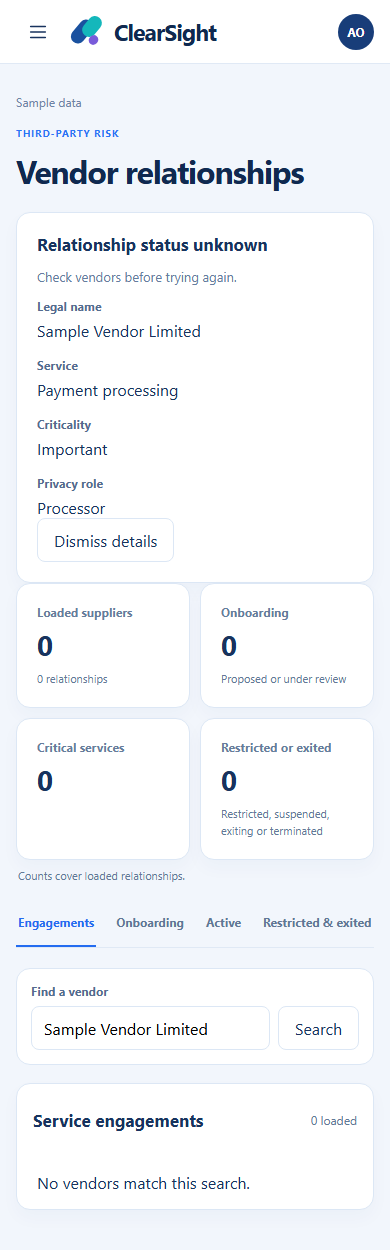 ClearSight
AO
Sample data
THIRD-PARTY RISK
Vendor relationships
Relationship status unknown
Check vendors before trying again.
Legal name
Sample Vendor Limited
Service
Payment processing
Criticality
Important
Privacy role
Processor
Dismiss details
Loaded suppliers
0
0 relationships
Onboarding
0
Proposed or under review
Critical services
0
Restricted or exited
0
Restricted, suspended,
exiting or terminated
Counts cover loaded relationships.
Engagements Onboarding Active Restricted & exited
Find a vendor
Sample Vendor Limited Search
Service engagements 0 loaded
No vendors match this search.